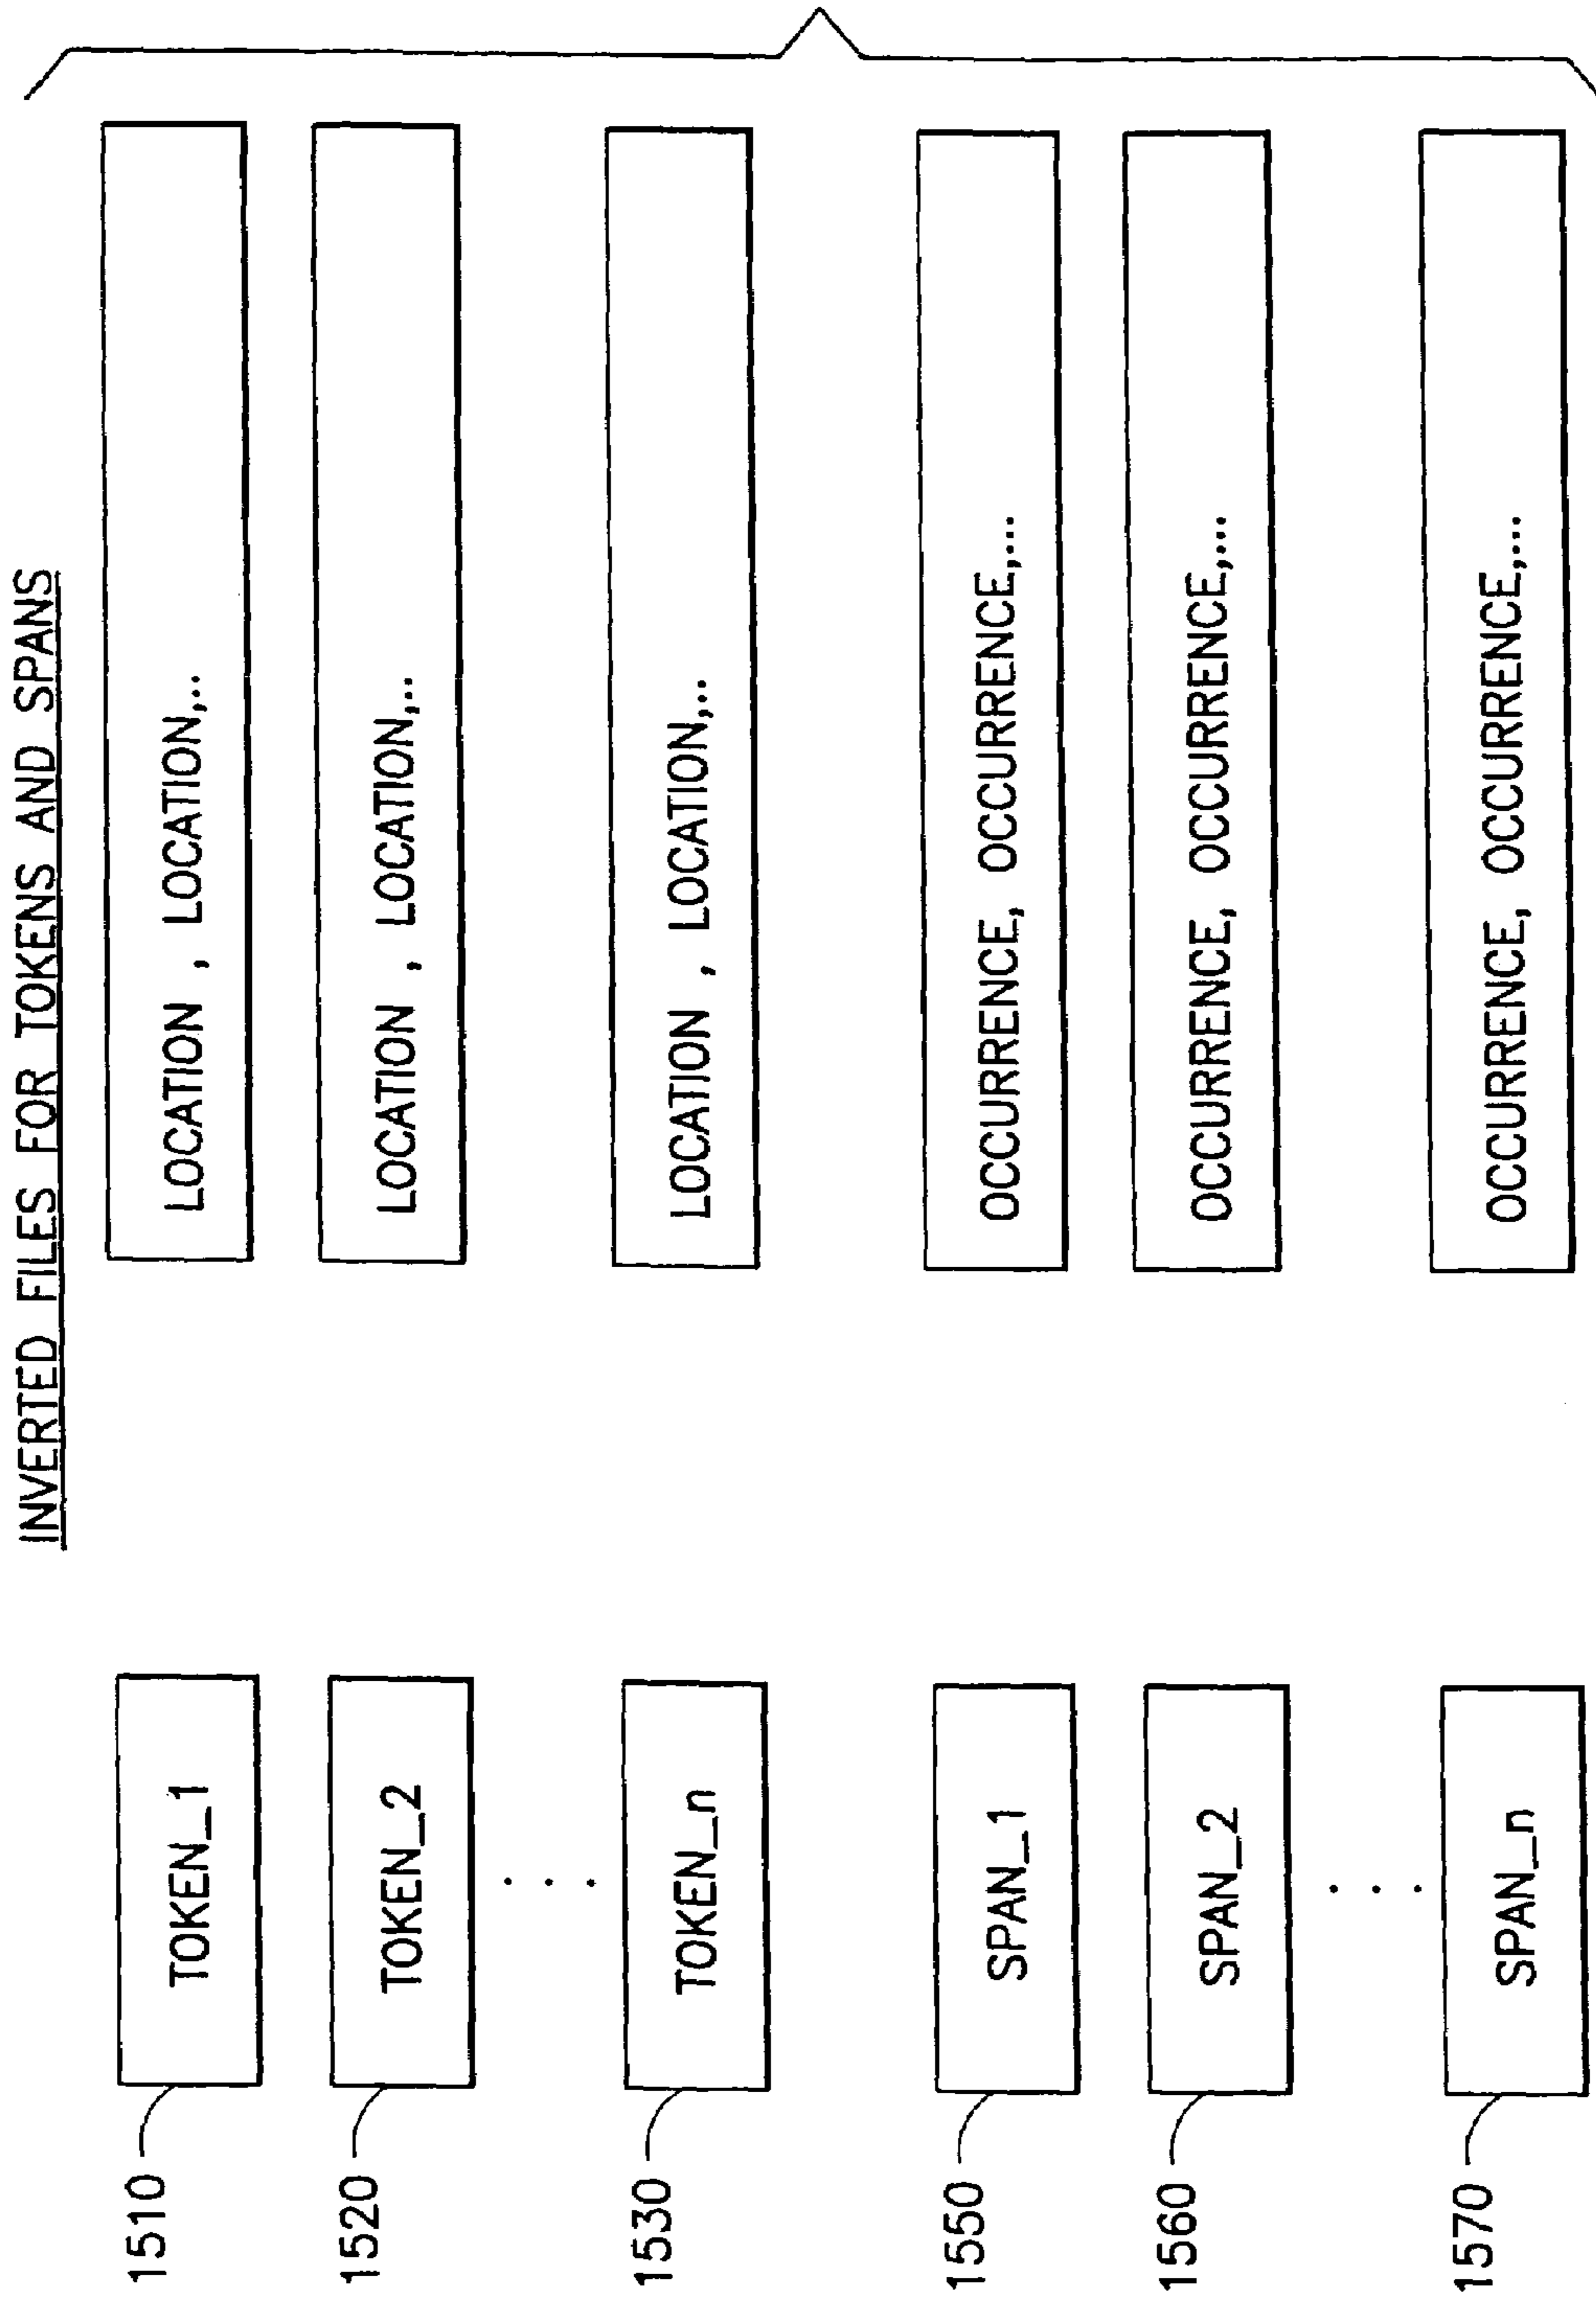 INVERTED FILES FOR TOKENS AND SPANS
1510 TOKEN_1 LOCATION , LOCATION,..
1520 TOKEN_2 LOCATION , LOCATION,..
. . .
1530 TOKEN_n LOCATION , LOCATION,..
1550 SPAN_1 OCCURRENCE, OCCURRENCE,...
1560 SPAN_2 OCCURRENCE, OCCURRENCE,...
. . .
1570 SPAN_n OCCURRENCE, OCCURRENCE,...